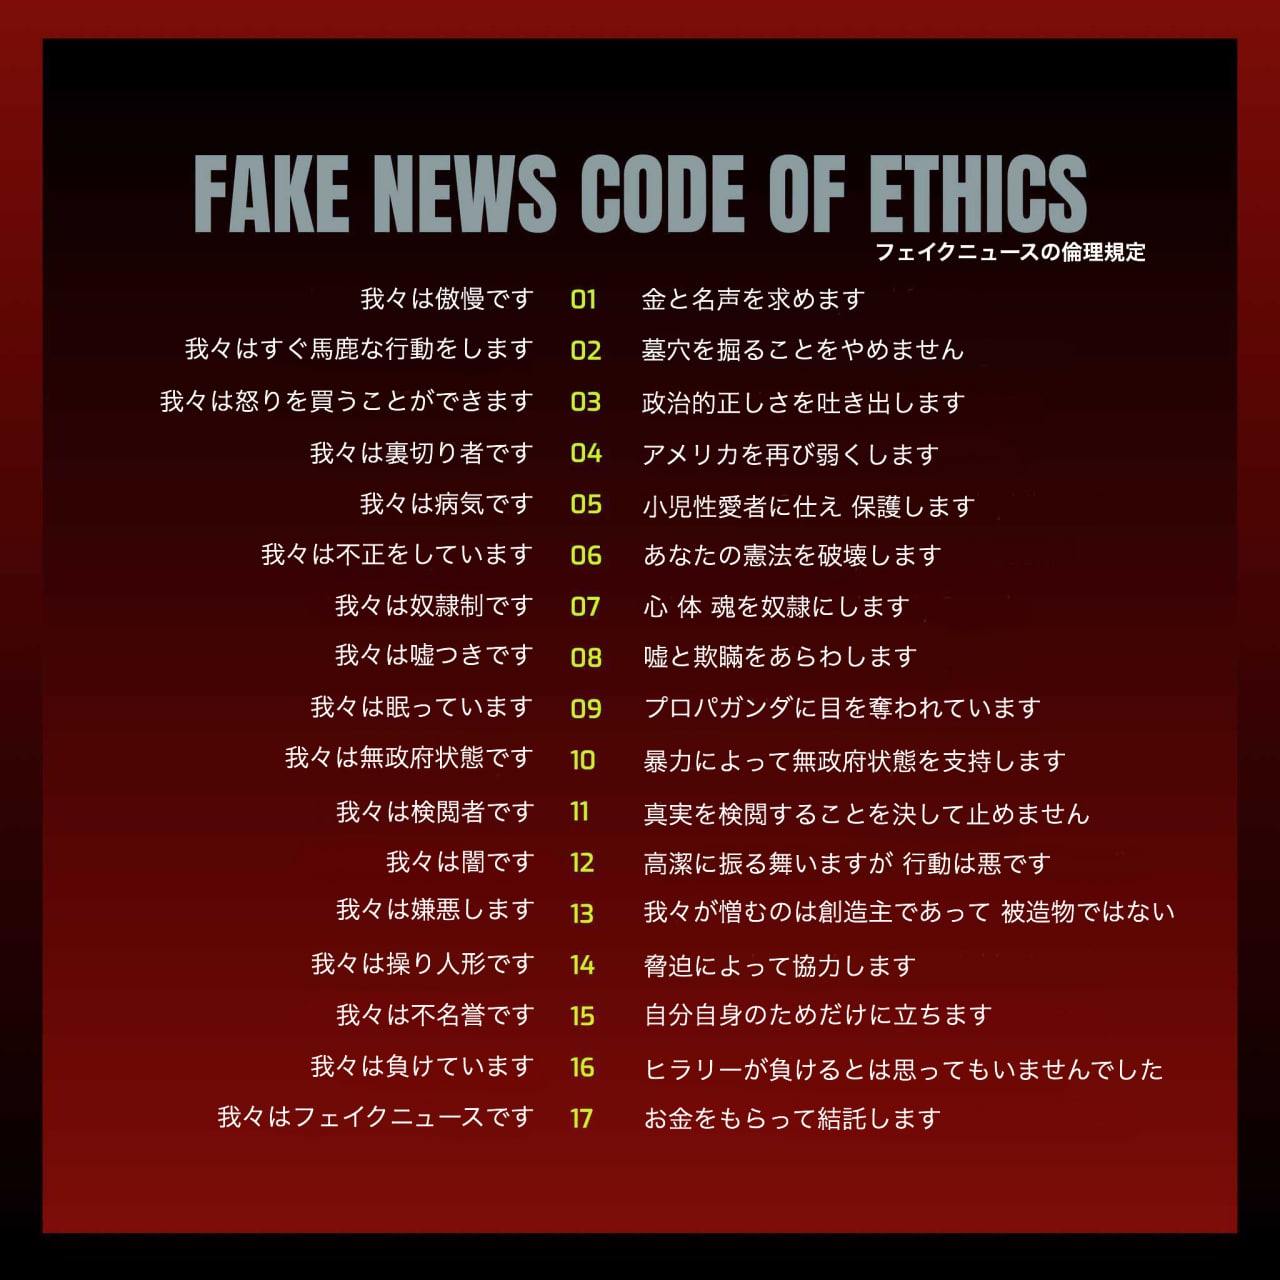 FAKE NEWS CODE OF ETHICS
フェイクニュースの倫理規定
我々は傲慢です 01 金と名声を求めます
我々はすぐ馬鹿な行動をします 02 墓穴を掘ることをやめません
我々は怒りを買うことができます 03 政治的正しさを吐き出します
我々は裏切り者です 04 アメリカを再び弱くします
我々は病気です 05 小児性愛者に仕え 保護します
我々は不正をしています 06 あなたの憲法を破壊します
我々は奴隷制です 07 心 体 魂を奴隷にします
我々は嘘つきです 08 嘘と欺瞞をあらわします
我々は眠っています 09 プロパガンダに目を奪われています
我々は無政府状態です 10 暴力によって無政府状態を支持します
我々は検閲者です 11 真実を検閲することを決して止めません
我々は闇です 12 高潔に振る舞いますが 行動は悪です
我々は嫌悪します 13 我々が憎むのは創造主であって 被造物ではない
我々は操り人形です 14 脅迫によって協力します
我々は不名誉です 15 自分自身のためだけに立ちます
我々は負けています 16 ヒラリーが負けるとは思ってもいませんでした
我々はフェイクニュースです 17 お金をもらって結託します